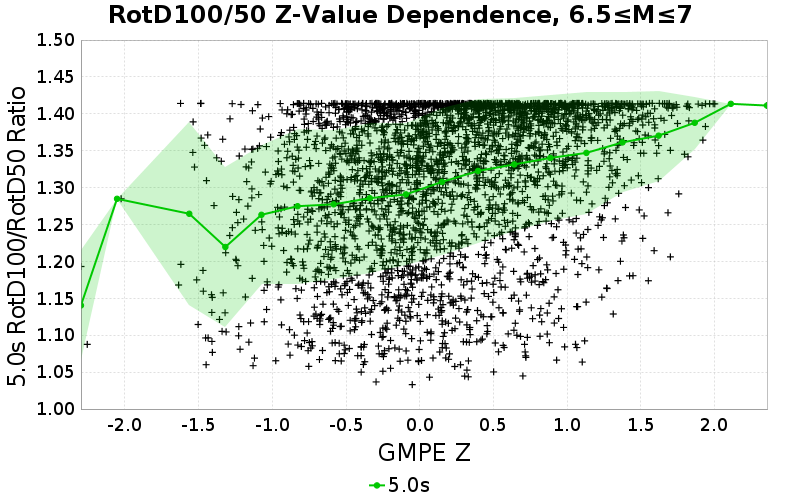 RotD100/50 Z-Value Dependence, 6.5≤M≤7
5.0s RotD100/RotD50 Ratio
1.50
1.45
1.40
1.35
1.30
1.25
1.20
1.15
1.10
1.05
1.00
-2.0 -1.5 -1.0 -0.5 0.0 0.5 1.0 1.5 2.0
GMPE Z
5.0s